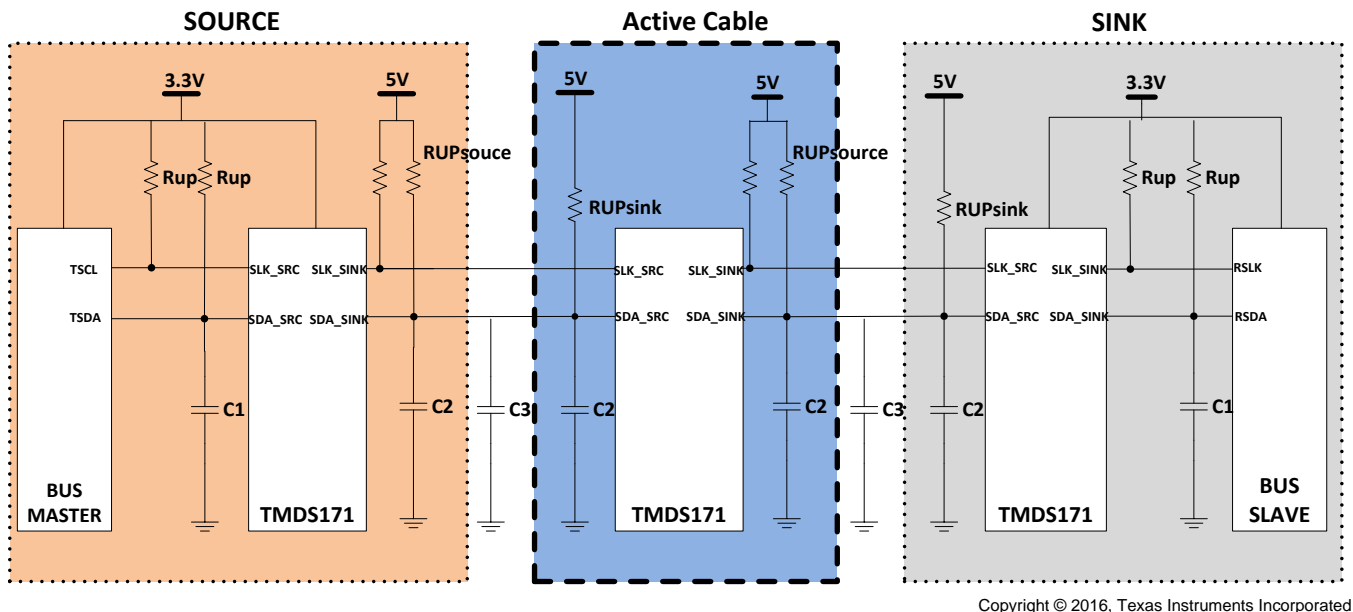 SOURCE
Active Cable
SINK
3.3V
5V
5V
5V
5V
3.3V
Rup
Rup
RUPsouce
RUPsink
RUPsource
RUPsink
Rup
Rup
TSCL
SLK_SRC
SLK_SINK
SLK_SRC
SLK_SINK
SLK_SRC
SLK_SINK
RSLK
TSDA
SDA_SRC
SDA_SINK
SDA_SRC
SDA_SINK
SDA_SRC
SDA_SINK
RSDA
C1
C2
C3
C2
C2
C3
C2
C1
BUS
MASTER
TMDS171
TMDS171
TMDS171
BUS
SLAVE
Copyright © 2016, Texas Instruments Incorporated